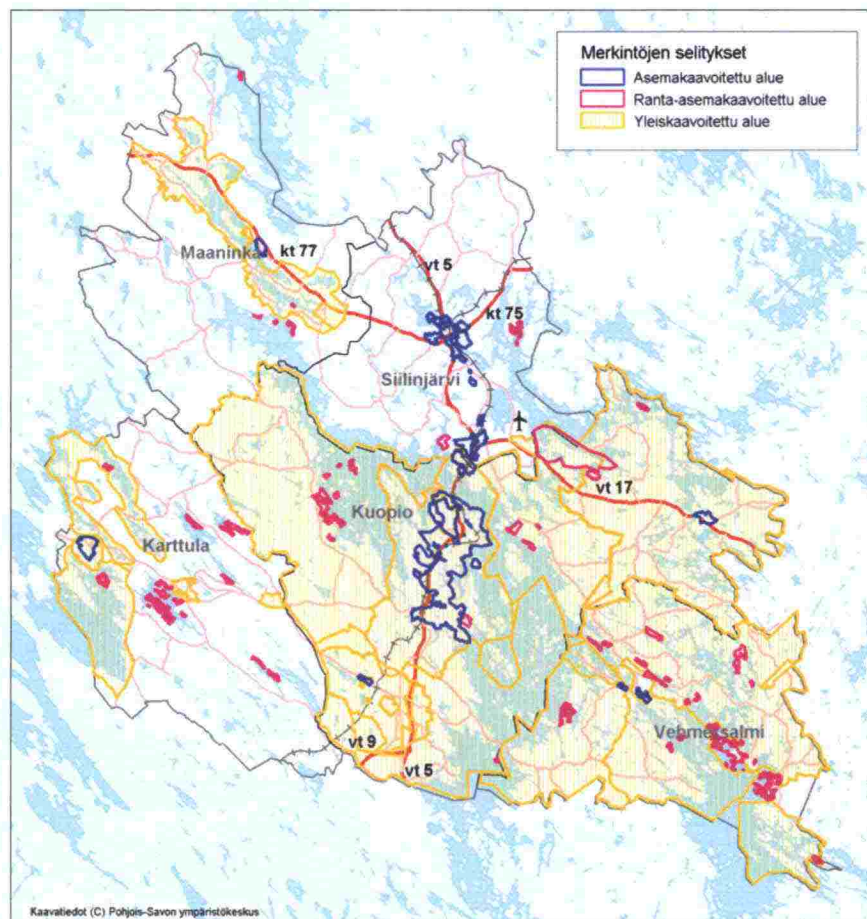 Merkintöjen selitykset
Asemakaavoitettu alue
Ranta-asemakaavoitettu alue
Yleiskaavoitettu alue
Maaninka
kt 77
vt 5
kt 75
Siilinjärvi
vt 17
Kuopio
Karttula
Vehmersalmi
vt 9
vt 5
Kaavatiedot (C) Pohjois-Savon ympäristökeskus